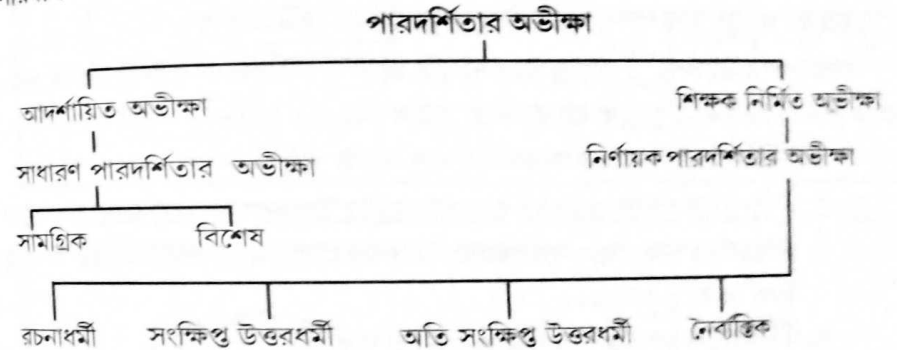 পারদর্শিতার অভীক্ষা
আদর্শায়িত অভীক্ষা শিক্ষক নির্মিত অভীক্ষা
সাধারণ পারদর্শিতার অভীক্ষা নির্ণায়ক পারদর্শিতার অভীক্ষা
সামগ্রিক বিশেষ
রচনাধর্মী সংক্ষিপ্ত উত্তরধর্মী অতি সংক্ষিপ্ত উত্তরধর্মী নৈর্ব্যক্তিক